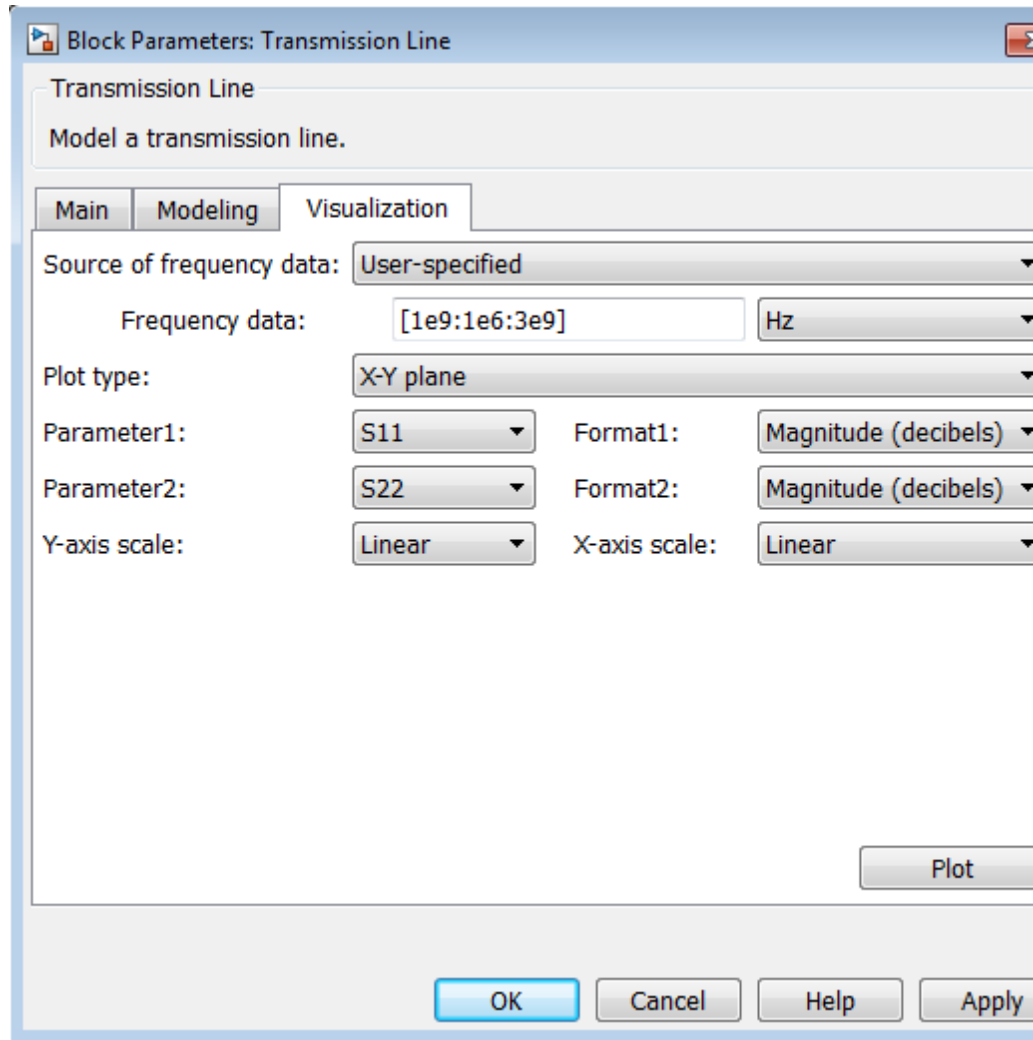 Block Parameters: Transmission Line
Transmission Line
Model a transmission line.
Main Modeling Visualization
Source of frequency data: User-specified
Frequency data: [1e9:1e6:3e9] Hz
Plot type: X-Y plane
Parameter1: S11 Format1: Magnitude (decibels)
Parameter2: S22 Format2: Magnitude (decibels)
Y-axis scale: Linear X-axis scale: Linear
Plot
OK Cancel Help Apply